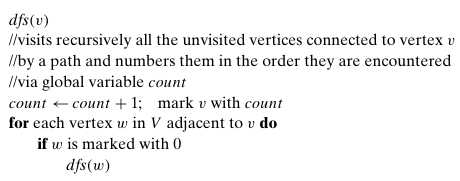 dfs(v)
//visits recursively all the unvisited vertices connected to vertex v
//by a path and numbers them in the order they are encountered
//via global variable count
count ← count + 1; mark v with count
for each vertex w in V adjacent to v do
if w is marked with 0
dfs(w)